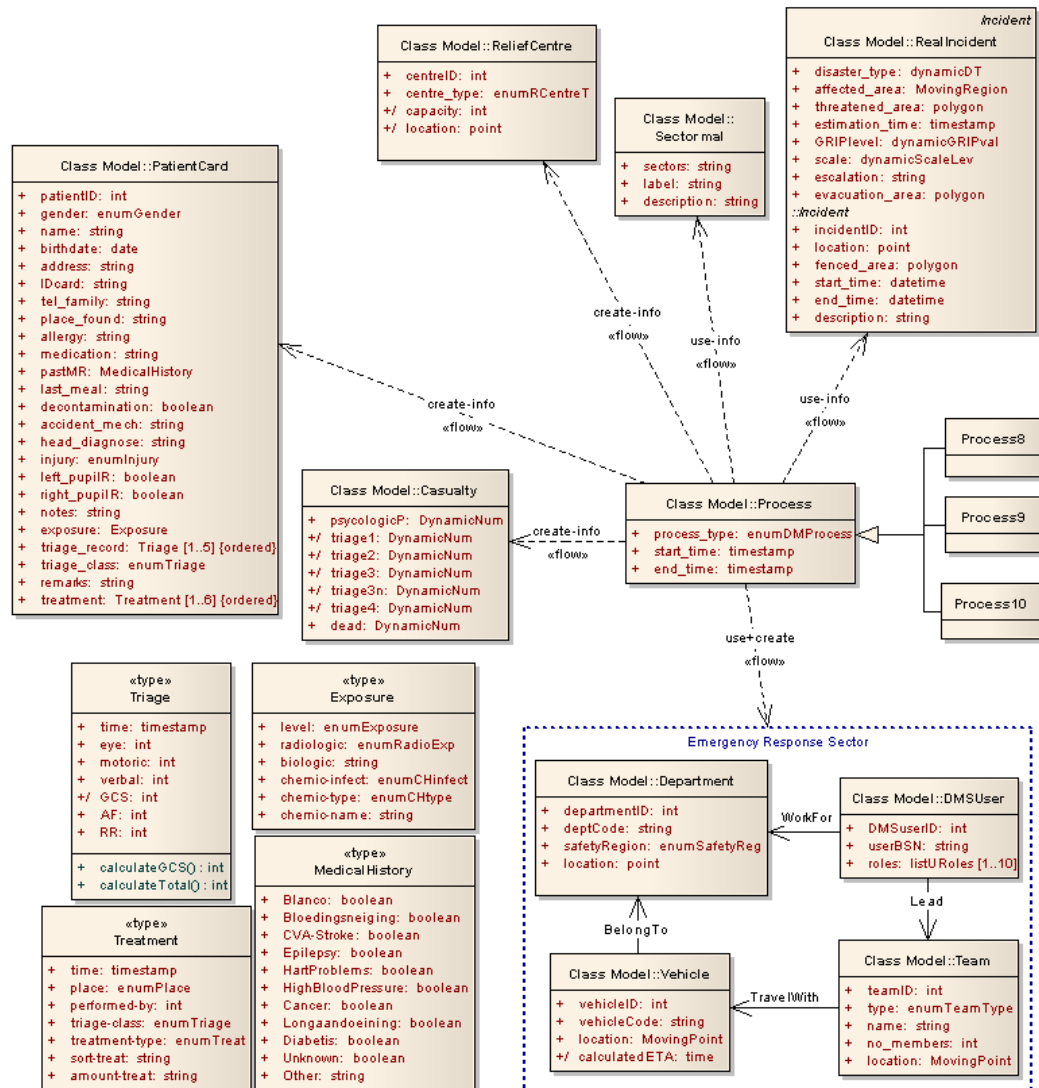 Class Model::ReliefCentre
+ centreID: int
+ centre_type: enumRCentreT
+/ capacity: int
+/ location: point
Class Model::
Sectormal
+ sectors: string
+ label: string
+ description: string
Incident
Class Model::RealIncident
+ disaster_type: dynamicDT
+ affected_area: MovingRegion
+ threatened_area: polygon
+ estimation_time: timestamp
+ GRIPlevel: dynamicGRIPval
+ scale: dynamicScaleLev
+ escalation: string
+ evacuation_area: polygon
::Incident
+ incidentID: int
+ location: point
+ fenced_area: polygon
+ start_time: datetime
+ end_time: datetime
+ description: string
Class Model::PatientCard
+ patientID: int
+ gender: enumGender
+ name: string
+ birthdate: date
+ address: string
+ IDcard: string
+ tel_family: string
+ place_found: string
+ allergy: string
+ medication: string
+ pastMR: MedicalHistory
+ last_meal: string
+ decontamination: boolean
+ accident_mech: string
+ head_diagnose: string
+ injury: enumInjury
+ left_pupilR: boolean
+ right_pupilR: boolean
+ notes: string
+ exposure: Exposure
+ triage_record: Triage [1..5] {ordered}
+ triage_class: enumTriage
+ remarks: string
+ treatment: Treatment [1..6] {ordered}
create-info
«flow»
create-info
«flow»
use-info
«flow»
use-info
«flow»
Class Model::Casualty
+ psycologicP: DynamicNum
+/ triage1: DynamicNum
+/ triage2: DynamicNum
+/ triage3: DynamicNum
+/ triage3n: DynamicNum
+/ triage4: DynamicNum
+ dead: DynamicNum
create-info
«flow»
Class Model::Process
+ process_type: enumDMProcess
+ start_time: timestamp
+ end_time: timestamp
Process8
Process9
Process10
use+create
«flow»
«type»
Triage
+ time: timestamp
+ eye: int
+ motoric: int
+ verbal: int
+/ GCS: int
+ AF: int
+ RR: int
+ calculateGCS() : int
+ calculateTotal() : int
«type»
Exposure
+ level: enumExposure
+ radiologic: enumRadioExp
+ biologic: string
+ chemic-infect: enumCHinfect
+ chemic-type: enumCHtype
+ chemic-name: string
«type»
Treatment
+ time: timestamp
+ place: enumPlace
+ performed-by: int
+ triage-class: enumTriage
+ treatment-type: enumTreat
+ sort-treat: string
+ amount-treat: string
«type»
MedicalHistory
+ Blanco: boolean
+ Bloedingsneiging: boolean
+ CVA-Stroke: boolean
+ Epilepsy: boolean
+ HartProblems: boolean
+ HighBloodPressure: boolean
+ Cancer: boolean
+ Longaandoeining: boolean
+ Diabetis: boolean
+ Unknown: boolean
+ Other: string
Emergency Response Sector
Class Model::Department
+ departmentID: int
+ deptCode: string
+ safetyRegion: enumSafetyReg
+ location: point
WorkFor
Class Model::DMSUser
+ DMSuserID: int
+ userBSN: string
+ roles: listURoles [1..10]
BelongTo
Lead
Class Model::Vehicle
+ vehicleID: int
+ vehicleCode: string
+ location: MovingPoint
+/ calculatedETA: time
TravelWith
Class Model::Team
+ teamID: int
+ type: enumTeamType
+ name: string
+ no_members: int
+ location: MovingPoint